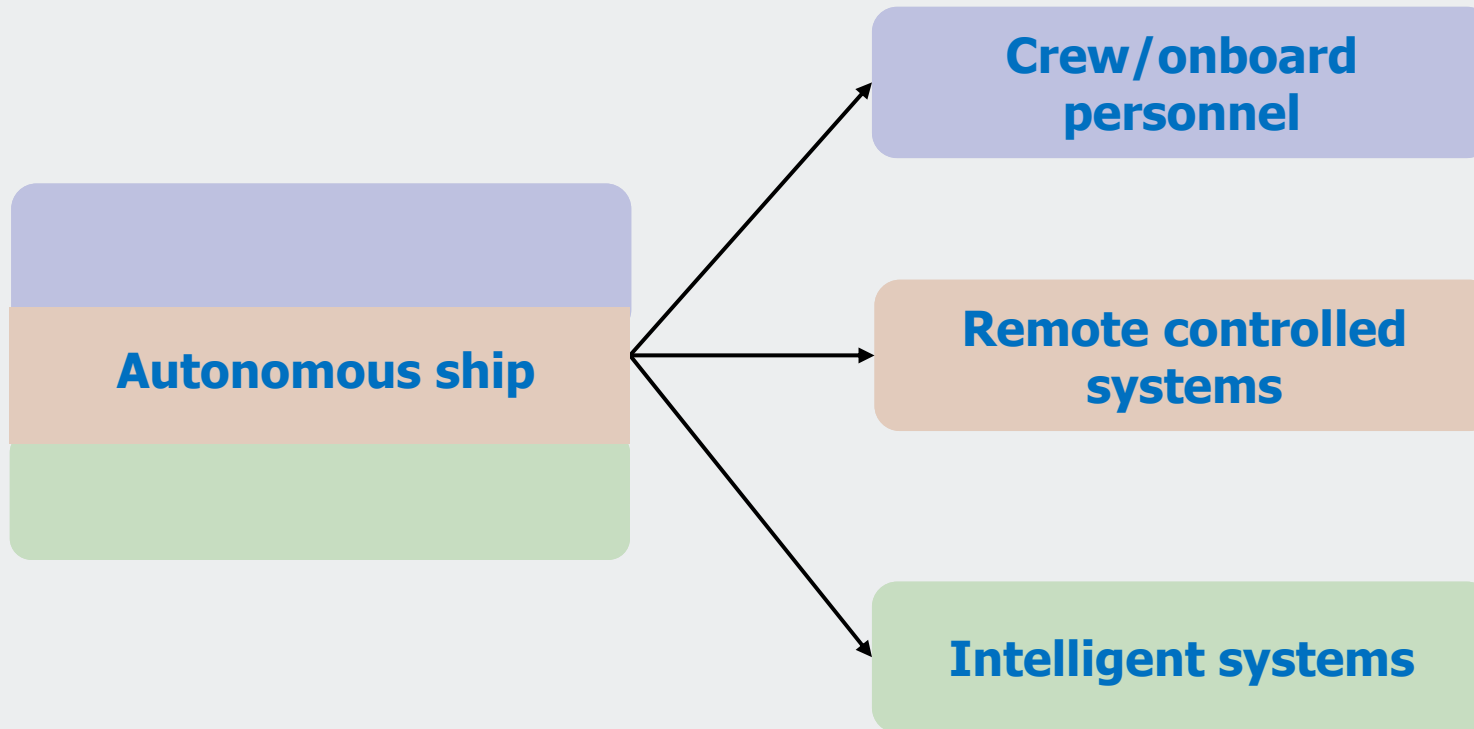 Crew/onboard
personnel
Autonomous ship
Remote controlled
systems
Intelligent systems